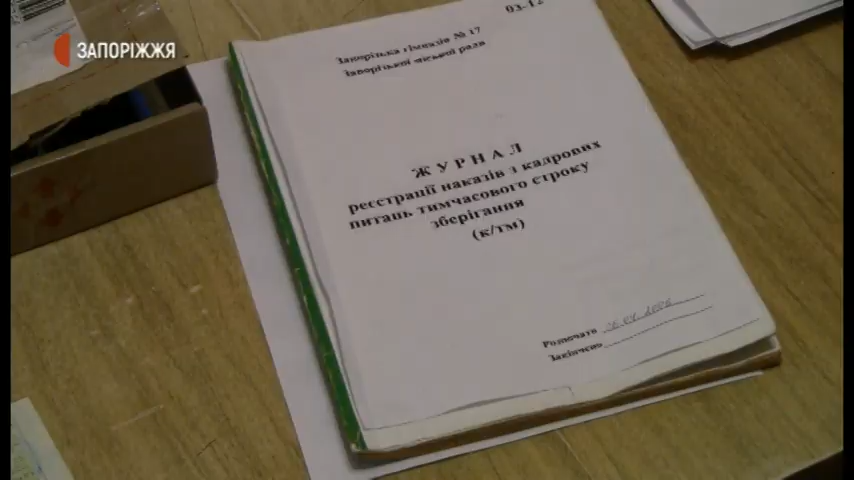 ЗАПОРІЖЖЯ
03-12
Запорізька гімназія № 17
Запорізької міської ради
ЖУРНАЛ
реєстрації наказів з кадрових
питань тимчасового строку
зберігання
(к/тм)
Розпочато
Закінчено